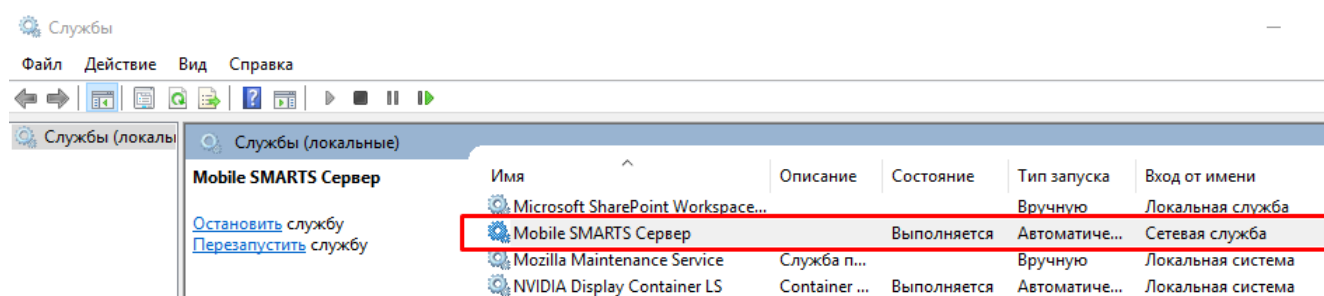 Службы
Файл Действие Вид Справка
Службы (локалы
Службы (локальные)
Mobile SMARTS Сервер
Остановить службу
Перезапустить службу
Имя Описание Состояние Тип запуска Вход от имени
Microsoft SharePoint Workspace... Вручную Локальная служба
Mobile SMARTS Сервер Выполняется Автоматиче... Сетевая служба
Mozilla Maintenance Service Служба п... Вручную Локальная система
NVIDIA Display Container LS Container ... Выполняется Автоматиче... Локальная система